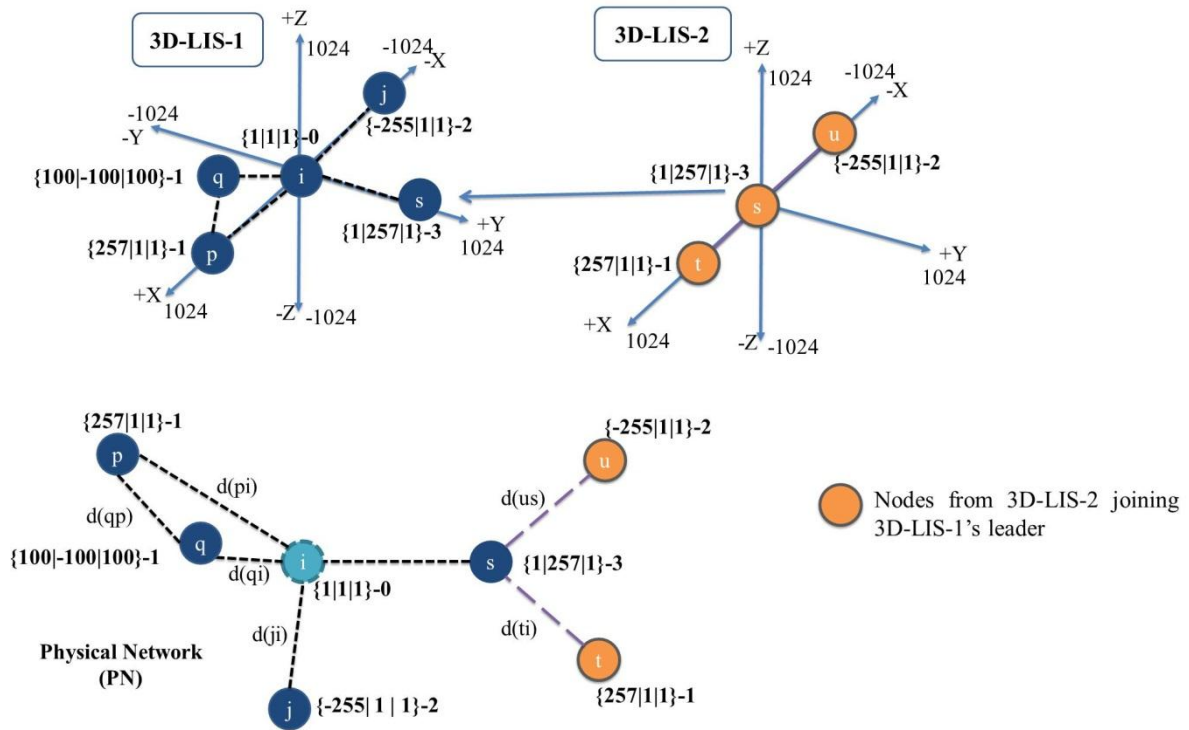 3D-LIS-1
+Z
1024
-1024
-X
j
{-255|1|1}-2
-1024
-Y
{1|1|1}-0
{100|-100|100}-1
q
i
s
+Y
1024
{1|257|1}-3
{257|1|1}-1
p
+X
1024
-Z
-1024
3D-LIS-2
+Z
1024
-1024
-X
u
{-255|1|1}-2
{1|257|1}-3
s
{257|1|1}-1
t
+Y
1024
+X
1024
-Z
-1024
{257|1|1}-1
p
d(pi)
d(qp)
q
{100|-100|100}-1
d(qi)
i
{1|1|1}-0
d(ji)
j
{-255| 1 | 1}-2
{-255|1|1}-2
u
d(us)
s
{1|257|1}-3
d(ti)
t
{257|1|1}-1
Physical Network
(PN)
Nodes from 3D-LIS-2 joining
3D-LIS-1’s leader